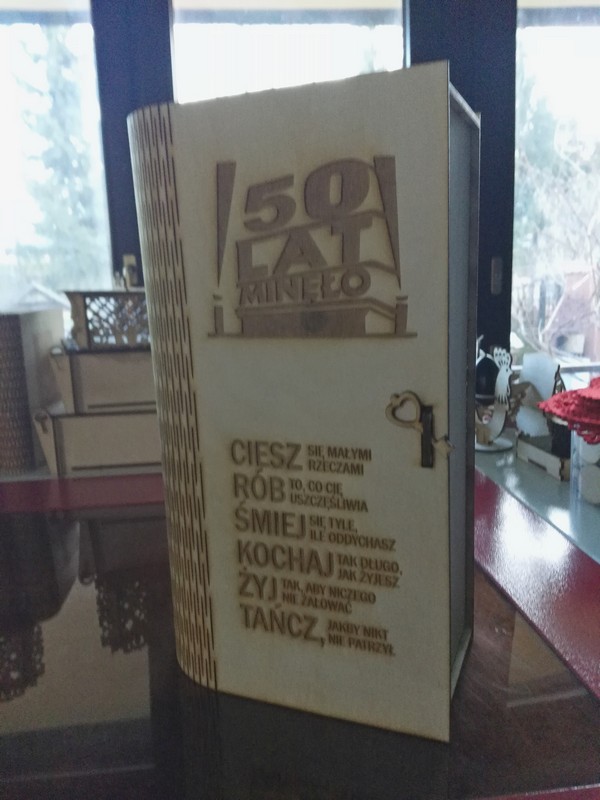 50
LAT
MINĘŁO
CIESZ SIĘ MAŁYMI
RZECZAMI
RÓB TO, CO CIĘ
USZCZĘŚLIWIA
ŚMIEJ SIĘ TYLE,
ILE ODDYCHASZ
KOCHAJ TAK DŁUGO,
JAK ŻYJESZ
ŻYJ TAK, ABY NICZEGO
NIE ŻAŁOWAĆ
TAŃCZ, JAKBY NIKT
NIE PATRZYŁ